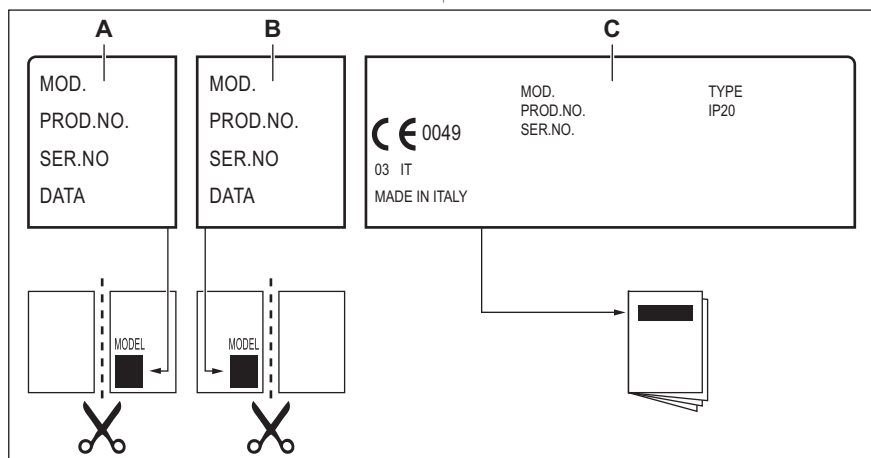 A
B
C
MOD.
PROD.NO.
SER.NO
DATA
MOD.
PROD.NO.
SER.NO
DATA
MOD.
PROD.NO.
SER.NO.
TYPE
IP20
CE 0049
03 IT
MADE IN ITALY
MODEL
MODEL